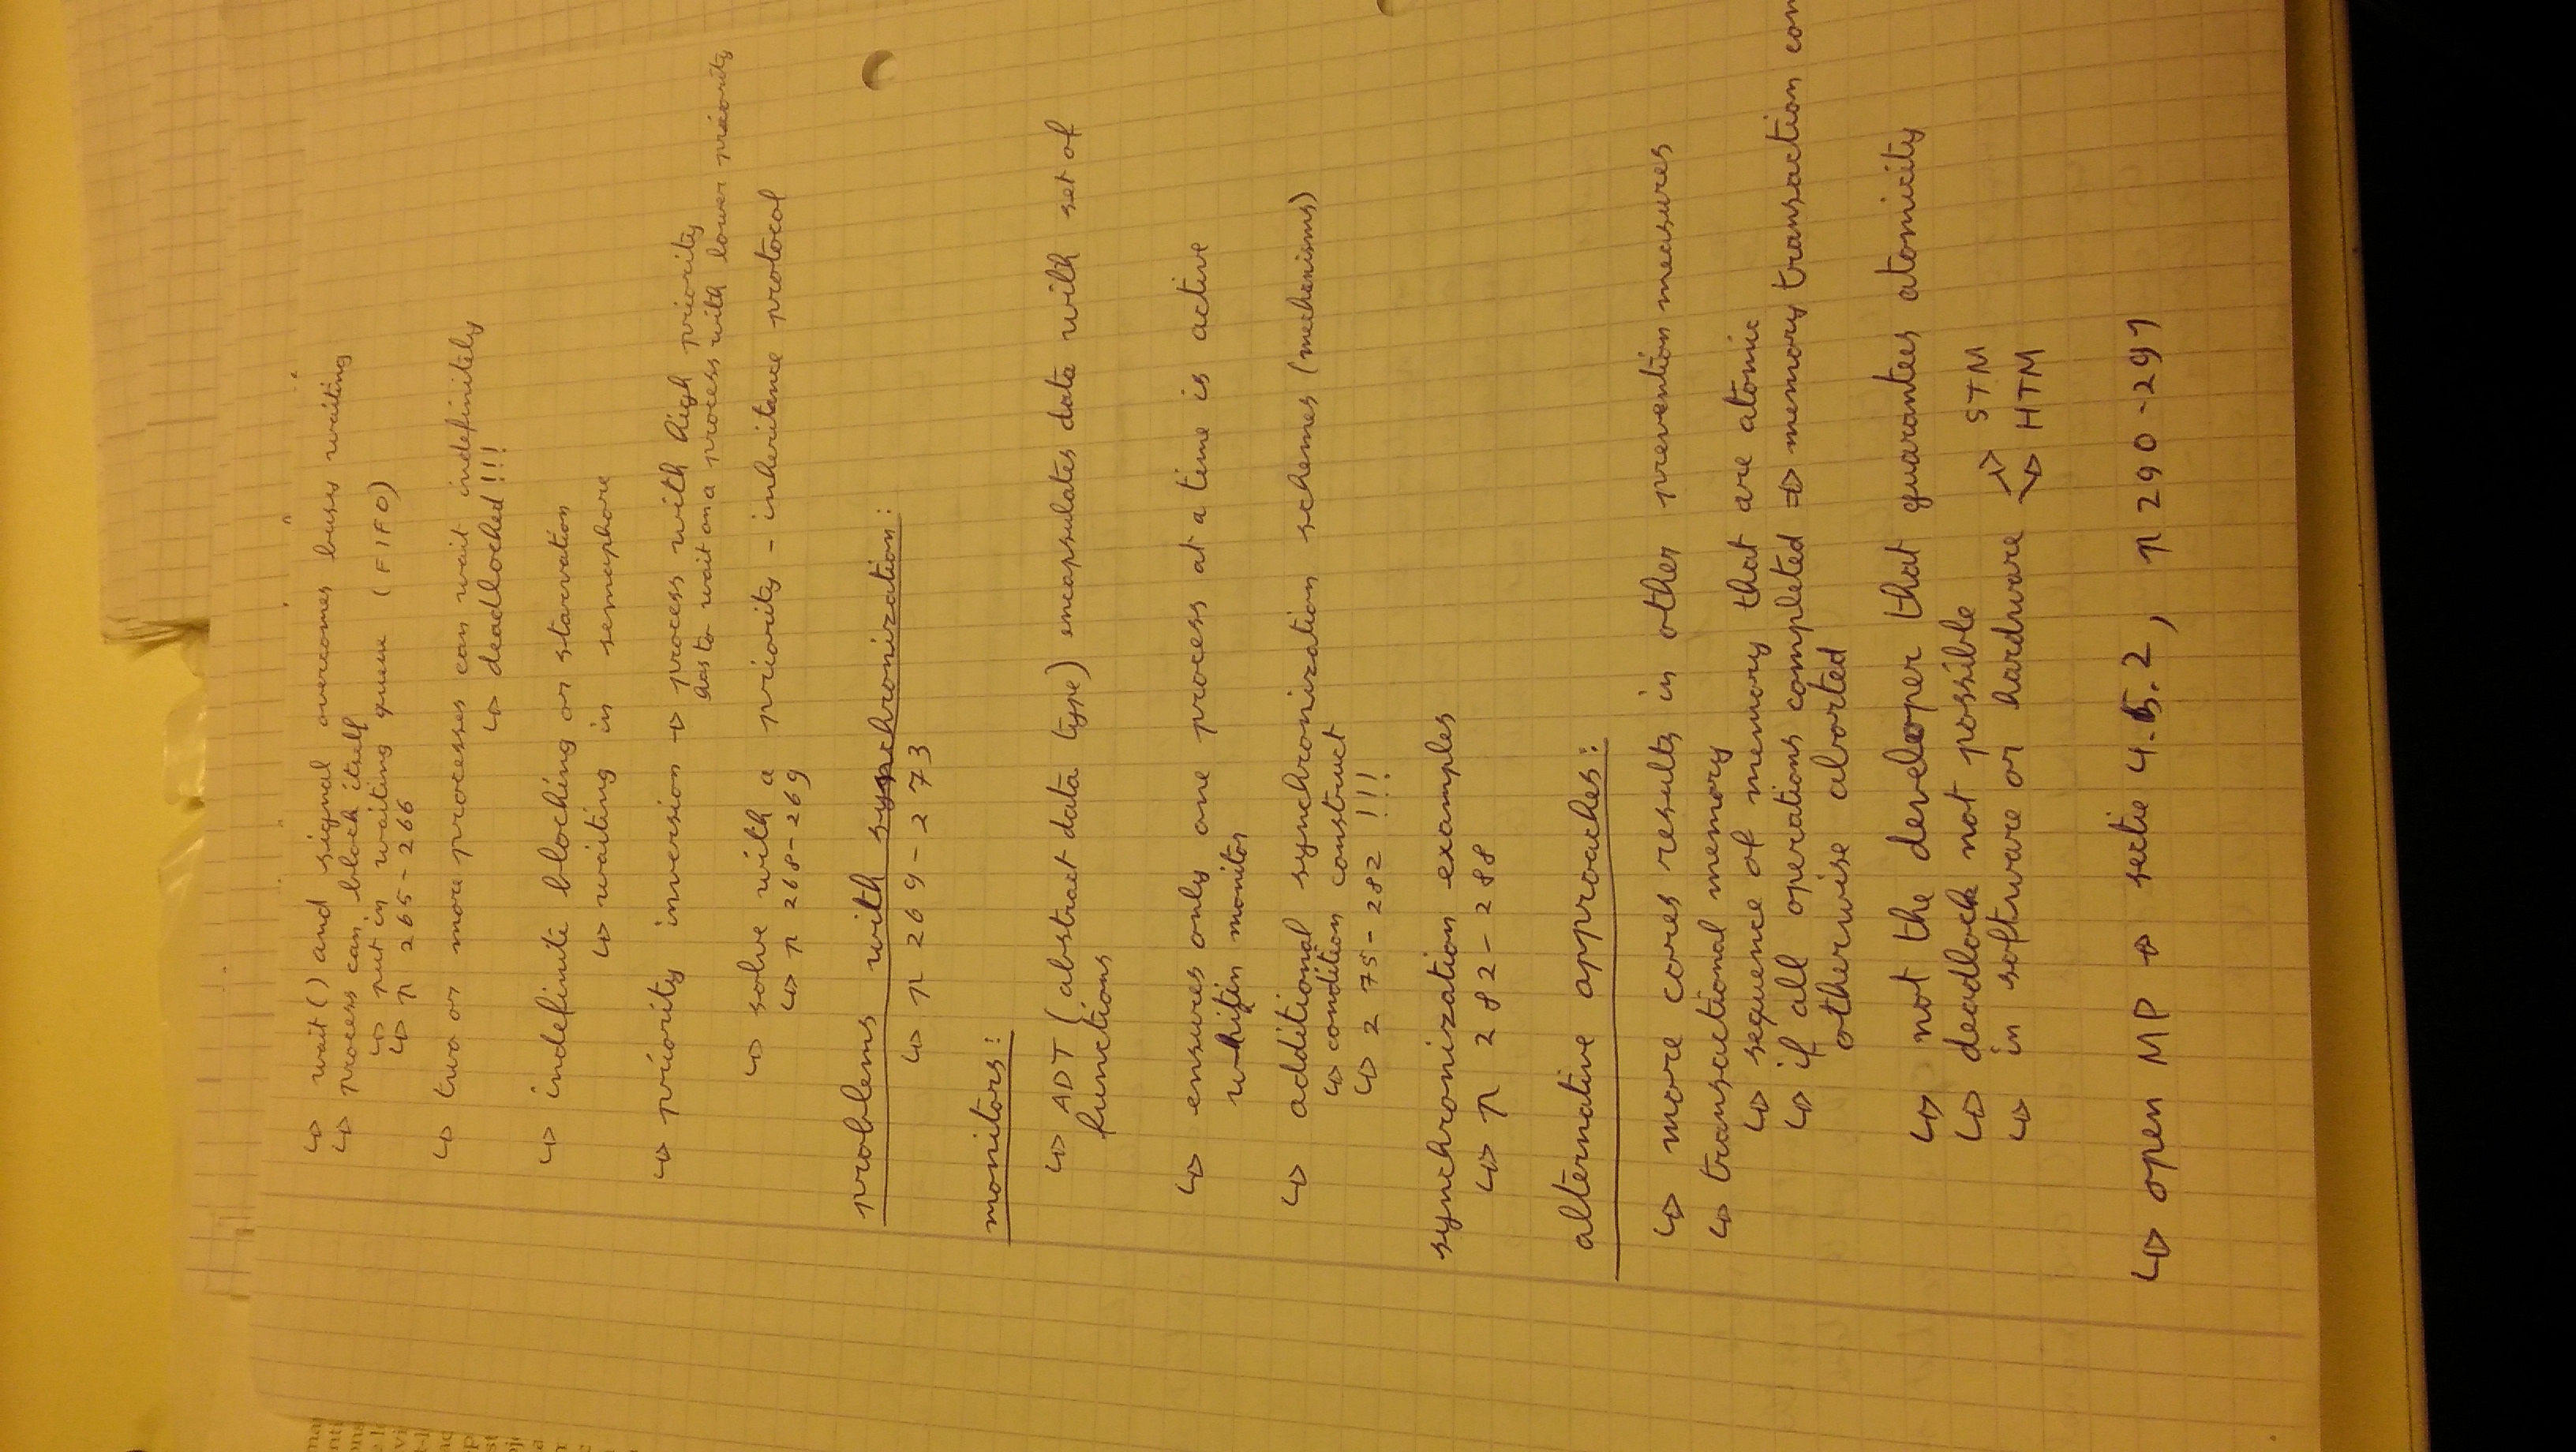 ↳ wait() and signal overcomes busy waiting
↳ process can block itself
↳ put in waiting queue (FIFO)
↳ p 265-266
↳ two or more processes can wait indefinitely
↳ deadlocked!!!
↳ indefinite blocking or starvation
↳ waiting in semaphore
↳ priority inversion → process with high priority
has to wait on a process with lower priority
↳ solve with a priority-inheritance protocol
↳ p 268-269
problems with synchronization:
↳ p 269-273
monitors:
↳ ADT (abstract data type) encapsulates data with set of
functions
↳ ensures only one process at a time is active
monitor
↳ additional synchronization schemes (mechanisms)
↳ condition construct
↳ 275-282 !!!
synchronization examples
↳ p 282-288
alternative approaches:
↳ more cores results in other prevention measures
↳ transactional memory
↳ sequence of memory that are atomic
↳ if all operations completed ⇒ memory transaction
otherwise aborted
↳ not the developer that guarantees atomicity
↳ deadlock not possible
↳ in software or hardware → STM
→ HTM
↳ open MP → sectie 4.5.2, p 290-291